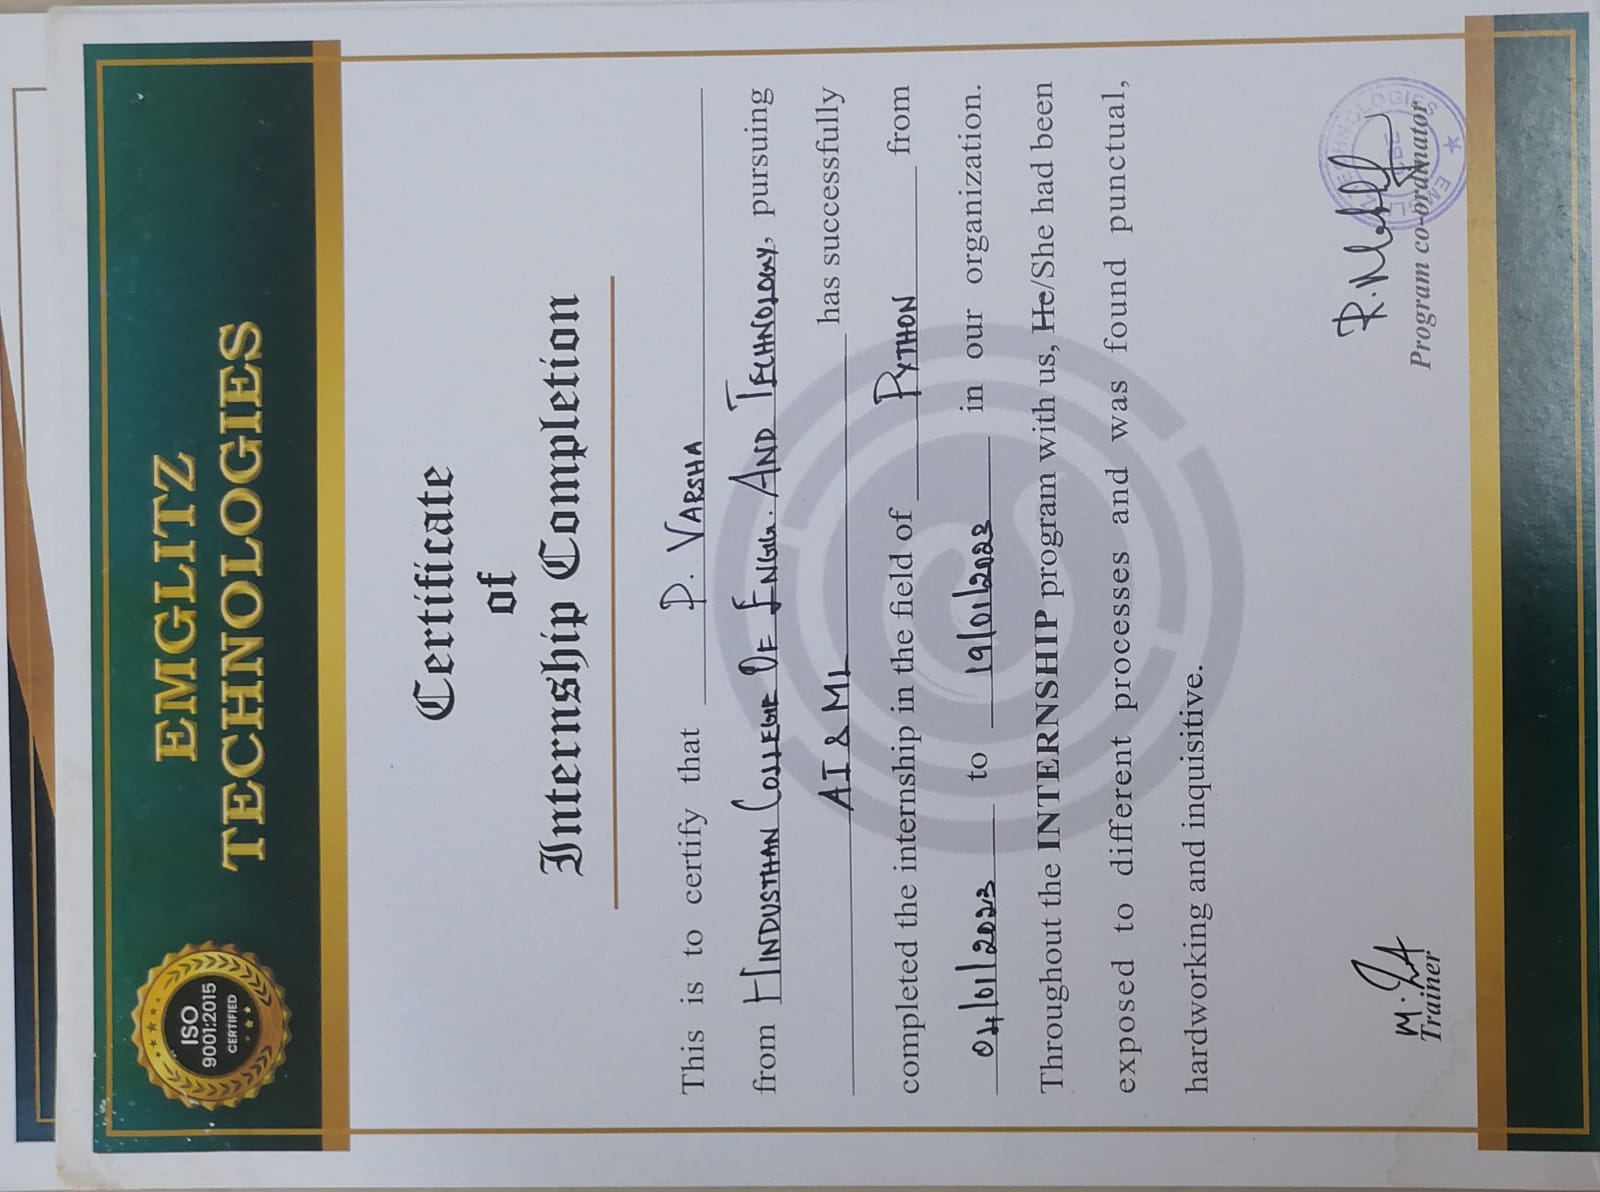 ISO
9001:2015
CERTIFIED
EMGLITZ
TECHNOLOGIES
Certificate
of
Internship Completion
This is to certify that P. VARSHA
from HINDUSTHAN COLLEGE OF ENGG. AND TECHNOLOGY, pursuing
AI & ML has successfully
completed the internship in the field of PYTHON from
04/01/2023 to 19/01/2023 in our organization.
Throughout the INTERNSHIP program with us, He/She had been
exposed to different processes and was found punctual,
hardworking and inquisitive.
Trainer
Program co-ordinator
EMGLITZ TECHNOLOGIES
CBE